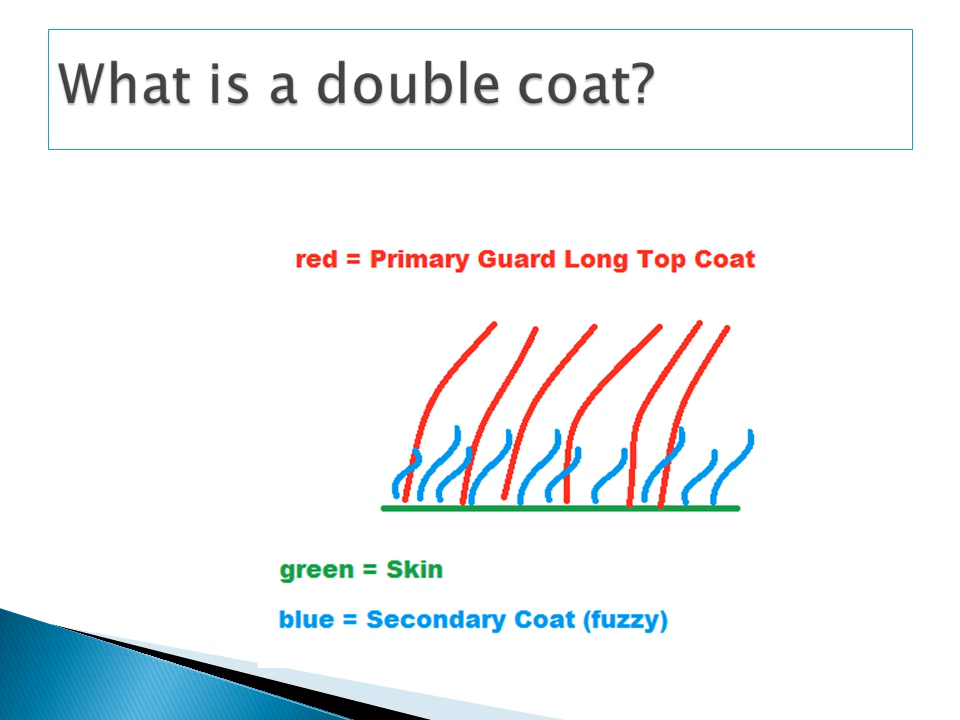 What is a double coat?
red = Primary Guard Long Top Coat
green = Skin
blue = Secondary Coat (fuzzy)